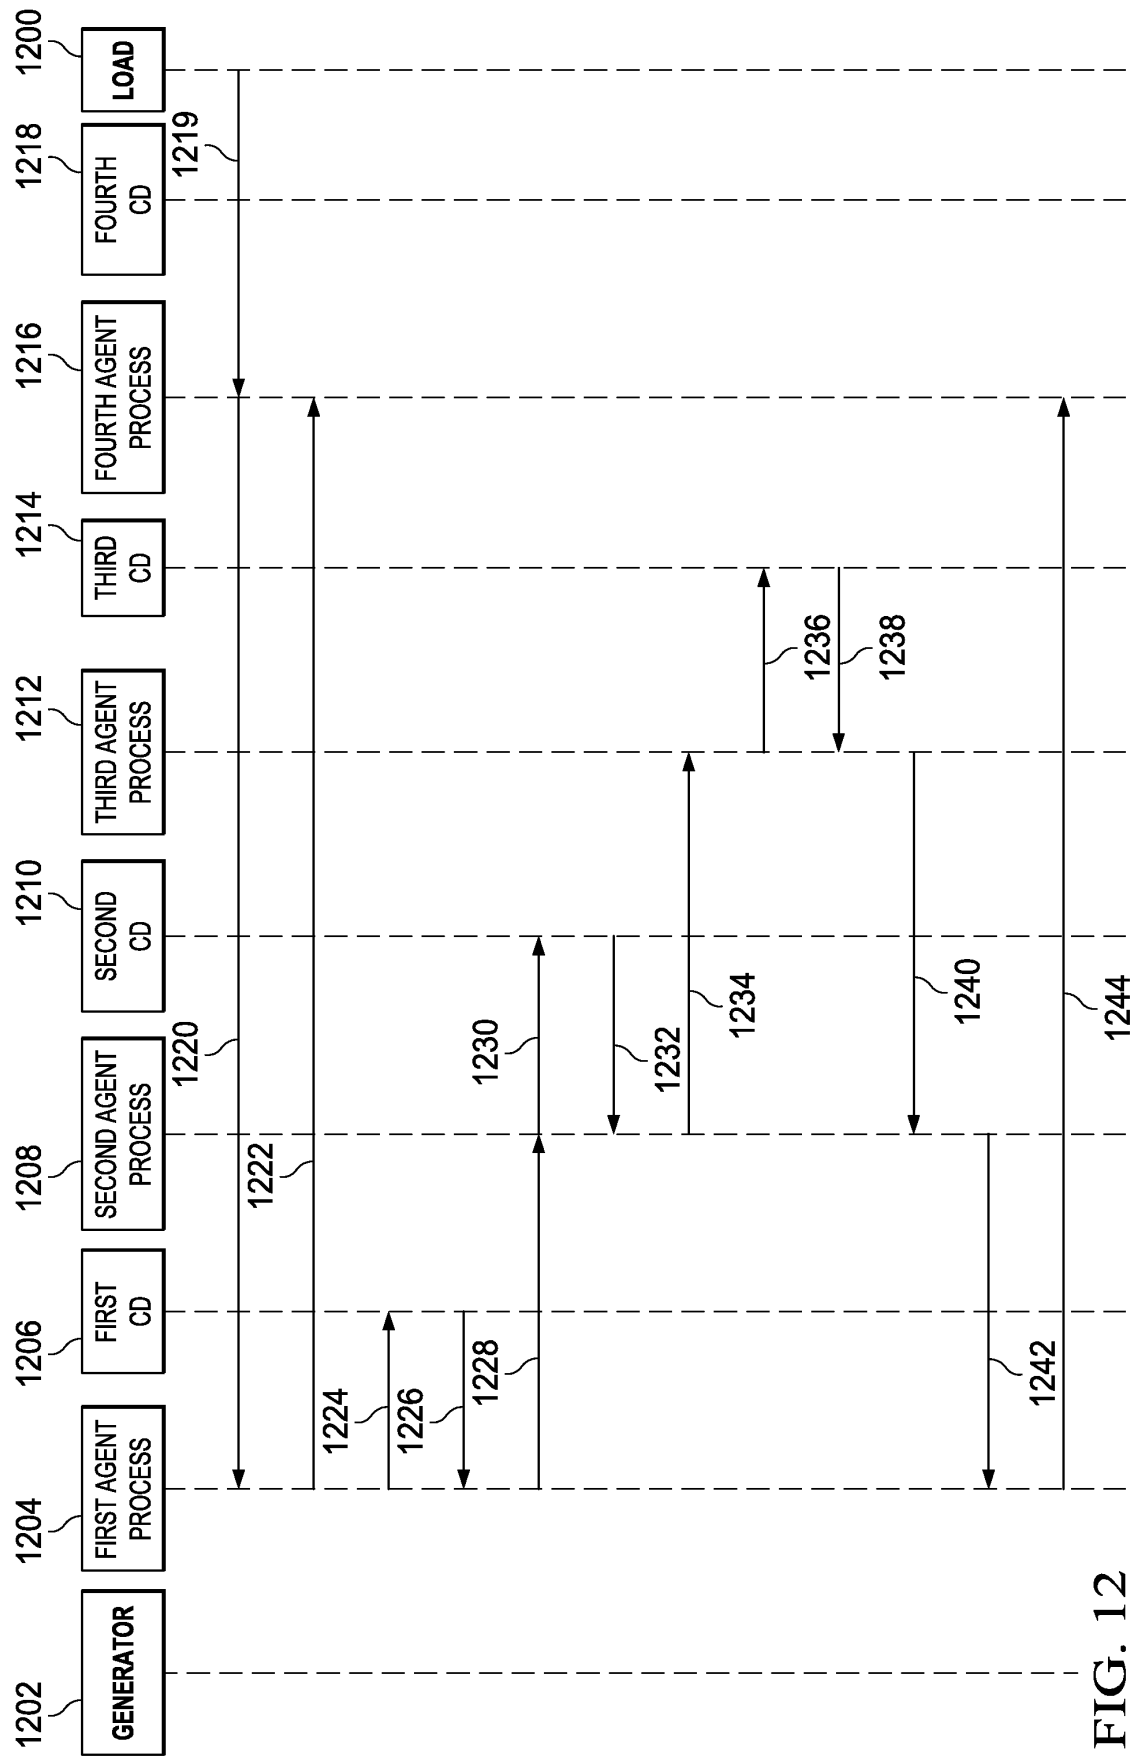 1202
GENERATOR
1204
FIRST AGENT
PROCESS
1206
FIRST
CD
1208
SECOND AGENT
PROCESS
1210
SECOND
CD
1212
THIRD AGENT
PROCESS
1214
THIRD
CD
1216
FOURTH AGENT
PROCESS
1218
FOURTH
CD
1200
LOAD
1219
1220
1222
1224
1226
1228
1230
1232
1234
1236
1238
1240
1242
1244
FIG. 12